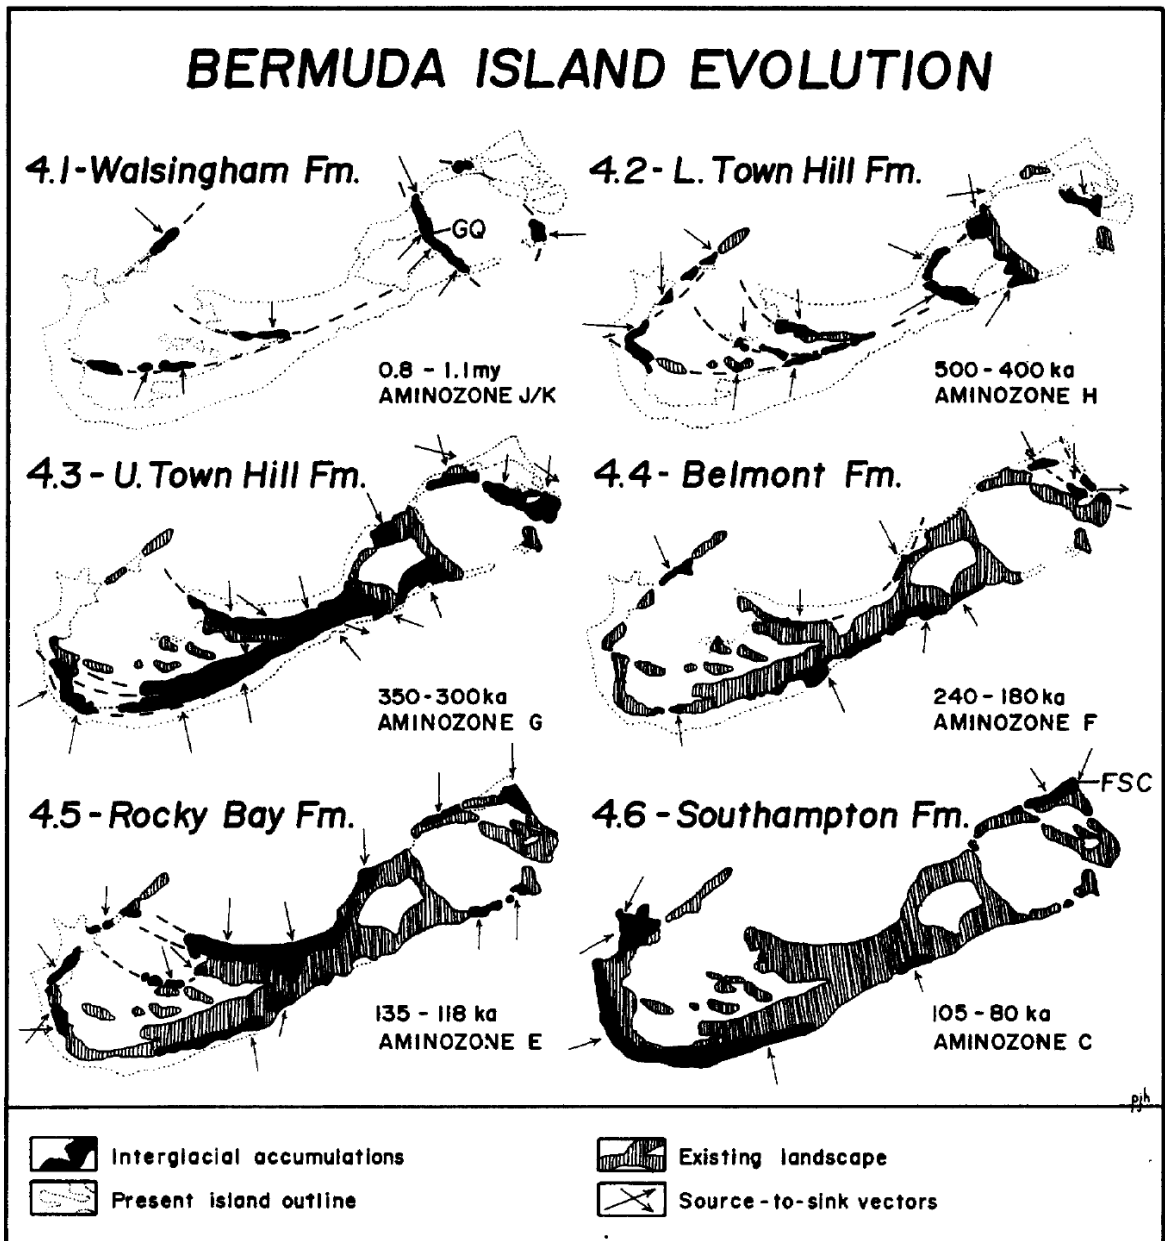 BERMUDA ISLAND EVOLUTION
4.1-Walsingham Fm.
GQ
0.8 - 1.1my
AMINOZONE J/K
4.2- L. Town Hill Fm.
500-400 ka
AMINOZONE H
4.3-U. Town Hill Fm.
350-300ka
AMINOZONE G
4.4- Belmont Fm.
240-180ka
AMINOZONE F
4.5-Rocky Bay Fm.
135-118 ka
AMINOZONE E
4.6-Southampton Fm.
FSC
105-80 ka
AMINOZONE C
pjh
Interglacial accumulations
Existing landscape
Present island outline
Source-to-sink vectors